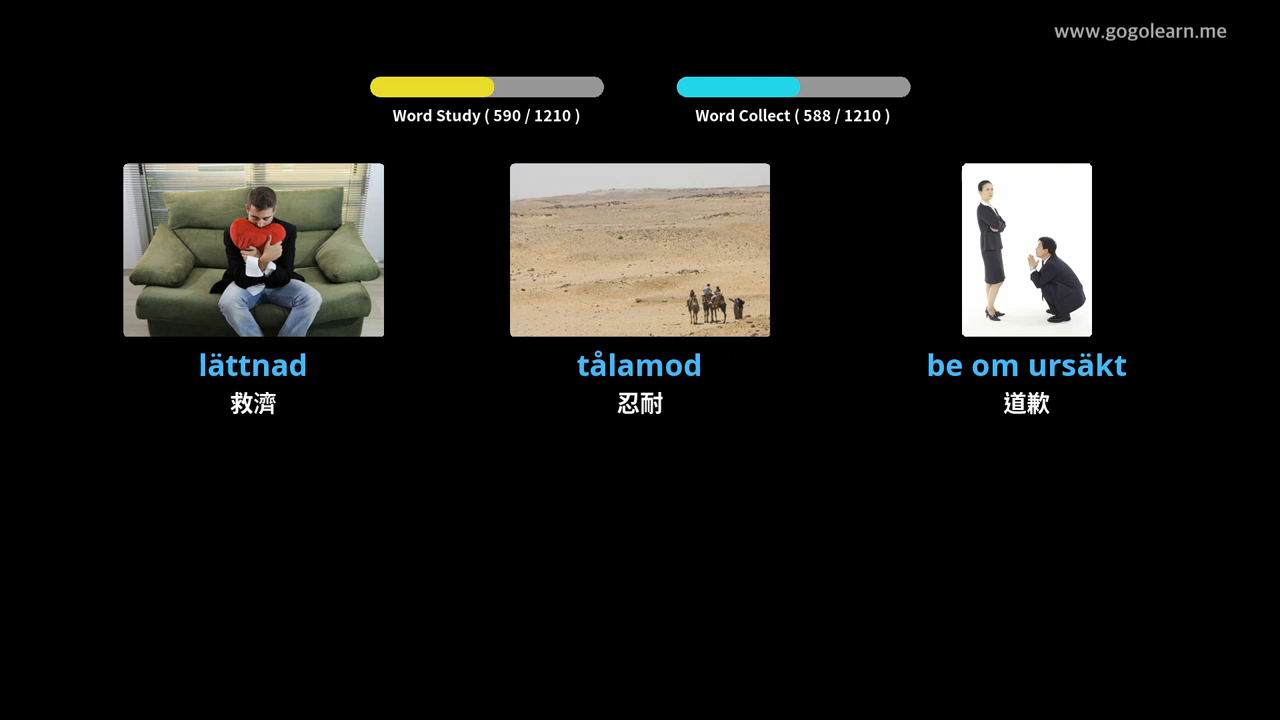 www.gogolearn.me
Word Study ( 590 / 1210 )
Word Collect ( 588 / 1210 )
lättnad
救濟
tålamod
忍耐
be om ursäkt
道歉